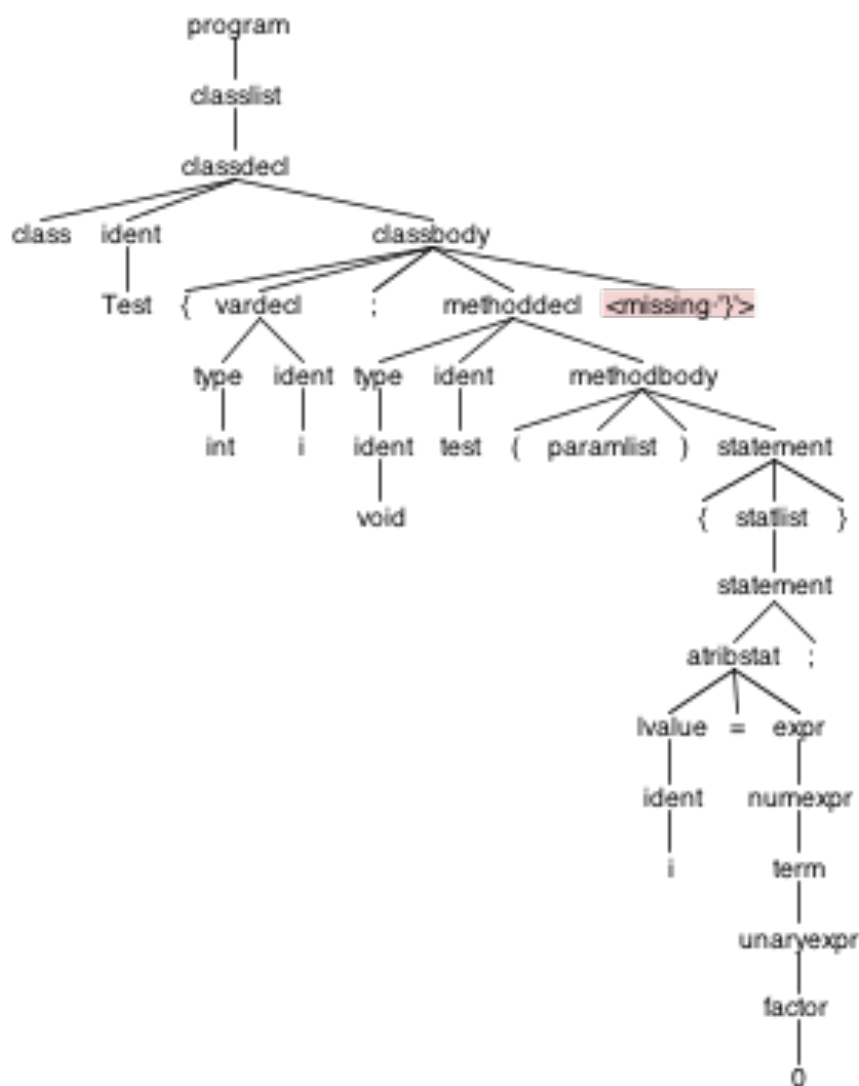 program
classlist
classdecl
class ident classbody
Test { vardecl ; methoddecl <missing '}'>
type ident type ident methodbody
int i ident test ( paramlist ) statement
void { statlist }
statement
atribstat ;
lvalue = expr
ident numexpr
i term
unaryexpr
factor
0